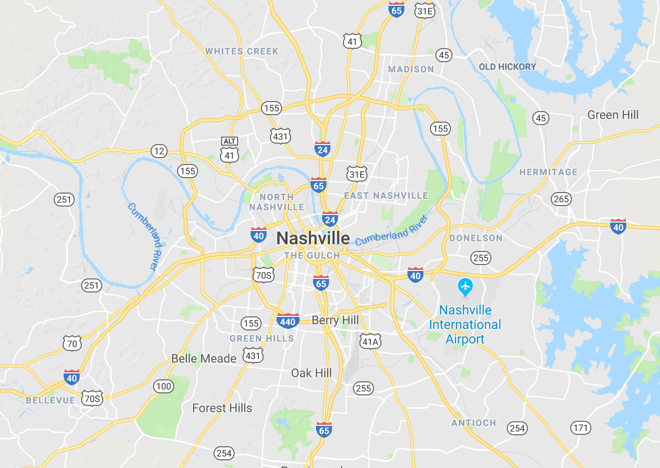 65
31E
41
WHITES CREEK
45
MADISON
OLD HICKORY
155
Green Hill
45
155
431
ALT
41
24
12
155
31E
HERMITAGE
65
251
NORTH
NASHVILLE
EAST NASHVILLE
265
24
Cumberland River
40
Nashville
Cumberland River
40
DONELSON
THE GULCH
255
70S
40
65
251
Nashville
International
Airport
155
440
Berry Hill
GREEN HILLS
41A
70
431
Belle Meade
Oak Hill
40
100
255
BELLEVUE
70S
Forest Hills
65
ANTIOCH
254
171
254